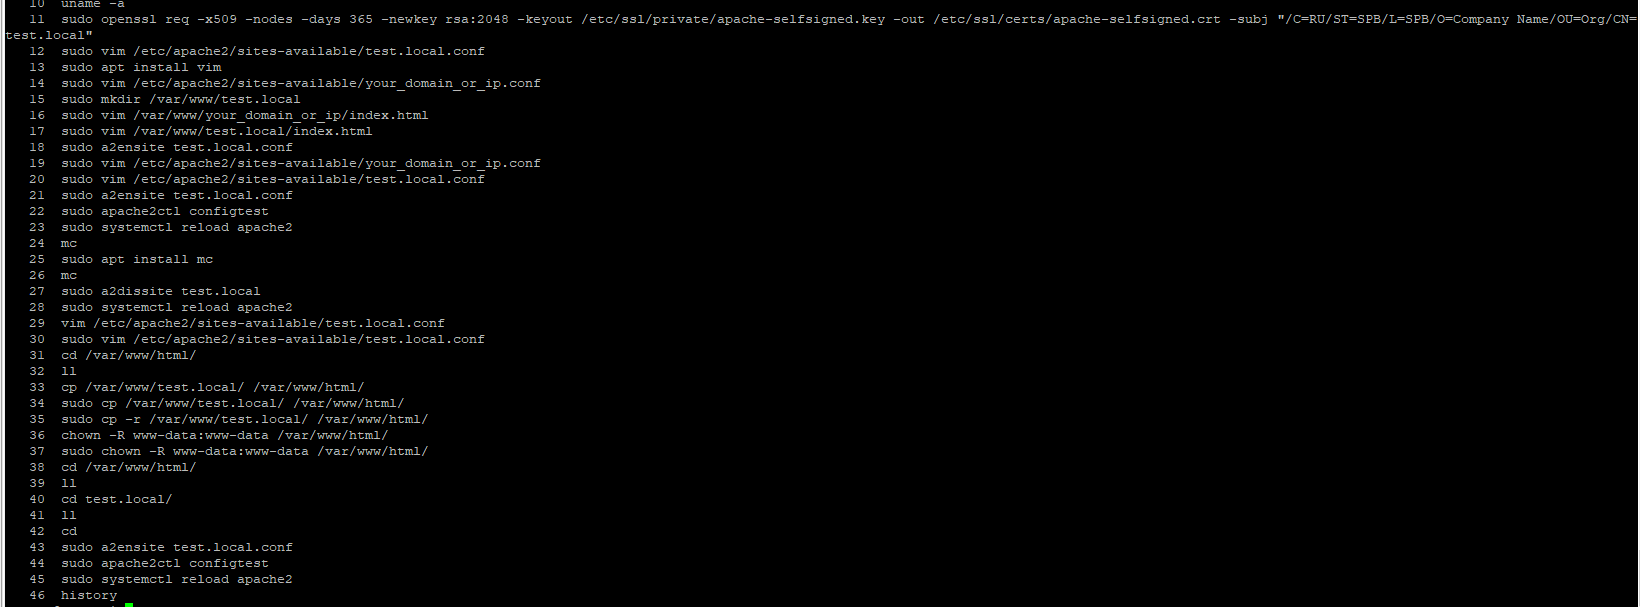 10 uname -a
11 sudo openssl req -x509 -nodes -days 365 -newkey rsa:2048 -keyout /etc/ssl/private/apache-selfsigned.key -out /etc/ssl/certs/apache-selfsigned.crt -subj "/C=RU/ST=SPB/L=SPB/O=Company Name/OU=Org/CN=
test.local"
12 sudo vim /etc/apache2/sites-available/test.local.conf
13 sudo apt install vim
14 sudo vim /etc/apache2/sites-available/your_domain_or_ip.conf
15 sudo mkdir /var/www/test.local
16 sudo vim /var/www/your_domain_or_ip/index.html
17 sudo vim /var/www/test.local/index.html
18 sudo a2ensite test.local.conf
19 sudo vim /etc/apache2/sites-available/your_domain_or_ip.conf
20 sudo vim /etc/apache2/sites-available/test.local.conf
21 sudo a2ensite test.local.conf
22 sudo apache2ctl configtest
23 sudo systemctl reload apache2
24 mc
25 sudo apt install mc
26 mc
27 sudo a2dissite test.local
28 sudo systemctl reload apache2
29 vim /etc/apache2/sites-available/test.local.conf
30 sudo vim /etc/apache2/sites-available/test.local.conf
31 cd /var/www/html/
32 ll
33 cp /var/www/test.local/ /var/www/html/
34 sudo cp /var/www/test.local/ /var/www/html/
35 sudo cp -r /var/www/test.local/ /var/www/html/
36 chown -R www-data:www-data /var/www/html/
37 sudo chown -R www-data:www-data /var/www/html/
38 cd /var/www/html/
39 ll
40 cd test.local/
41 ll
42 cd
43 sudo a2ensite test.local.conf
44 sudo apache2ctl configtest
45 sudo systemctl reload apache2
46 history